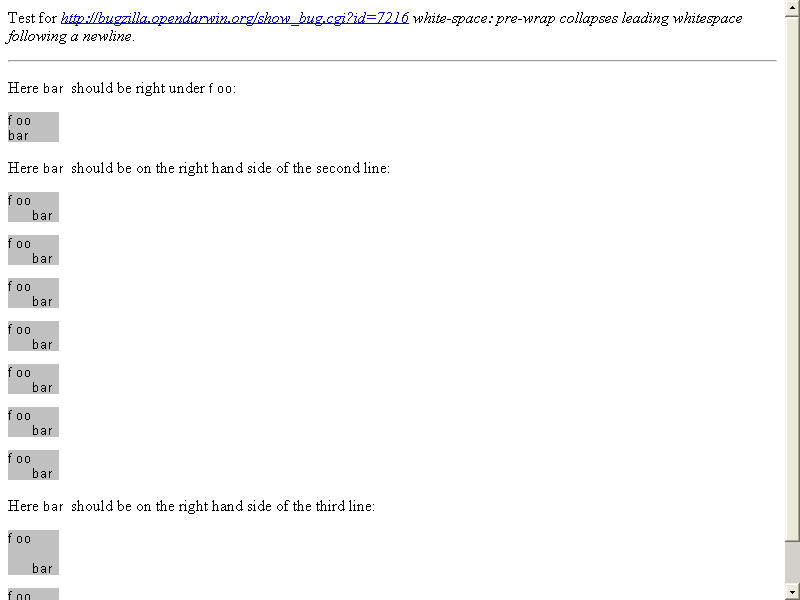 Test for http://bugzilla.opendarwin.org/show_bug.cgi?id=7216 white-space: pre-wrap collapses leading whitespace
following a newline.
Here bar should be right under foo:
foo
bar
Here bar should be on the right hand side of the second line:
foo
bar
foo
bar
foo
bar
foo
bar
foo
bar
foo
bar
foo
bar
Here bar should be on the right hand side of the third line:
foo
bar
foo